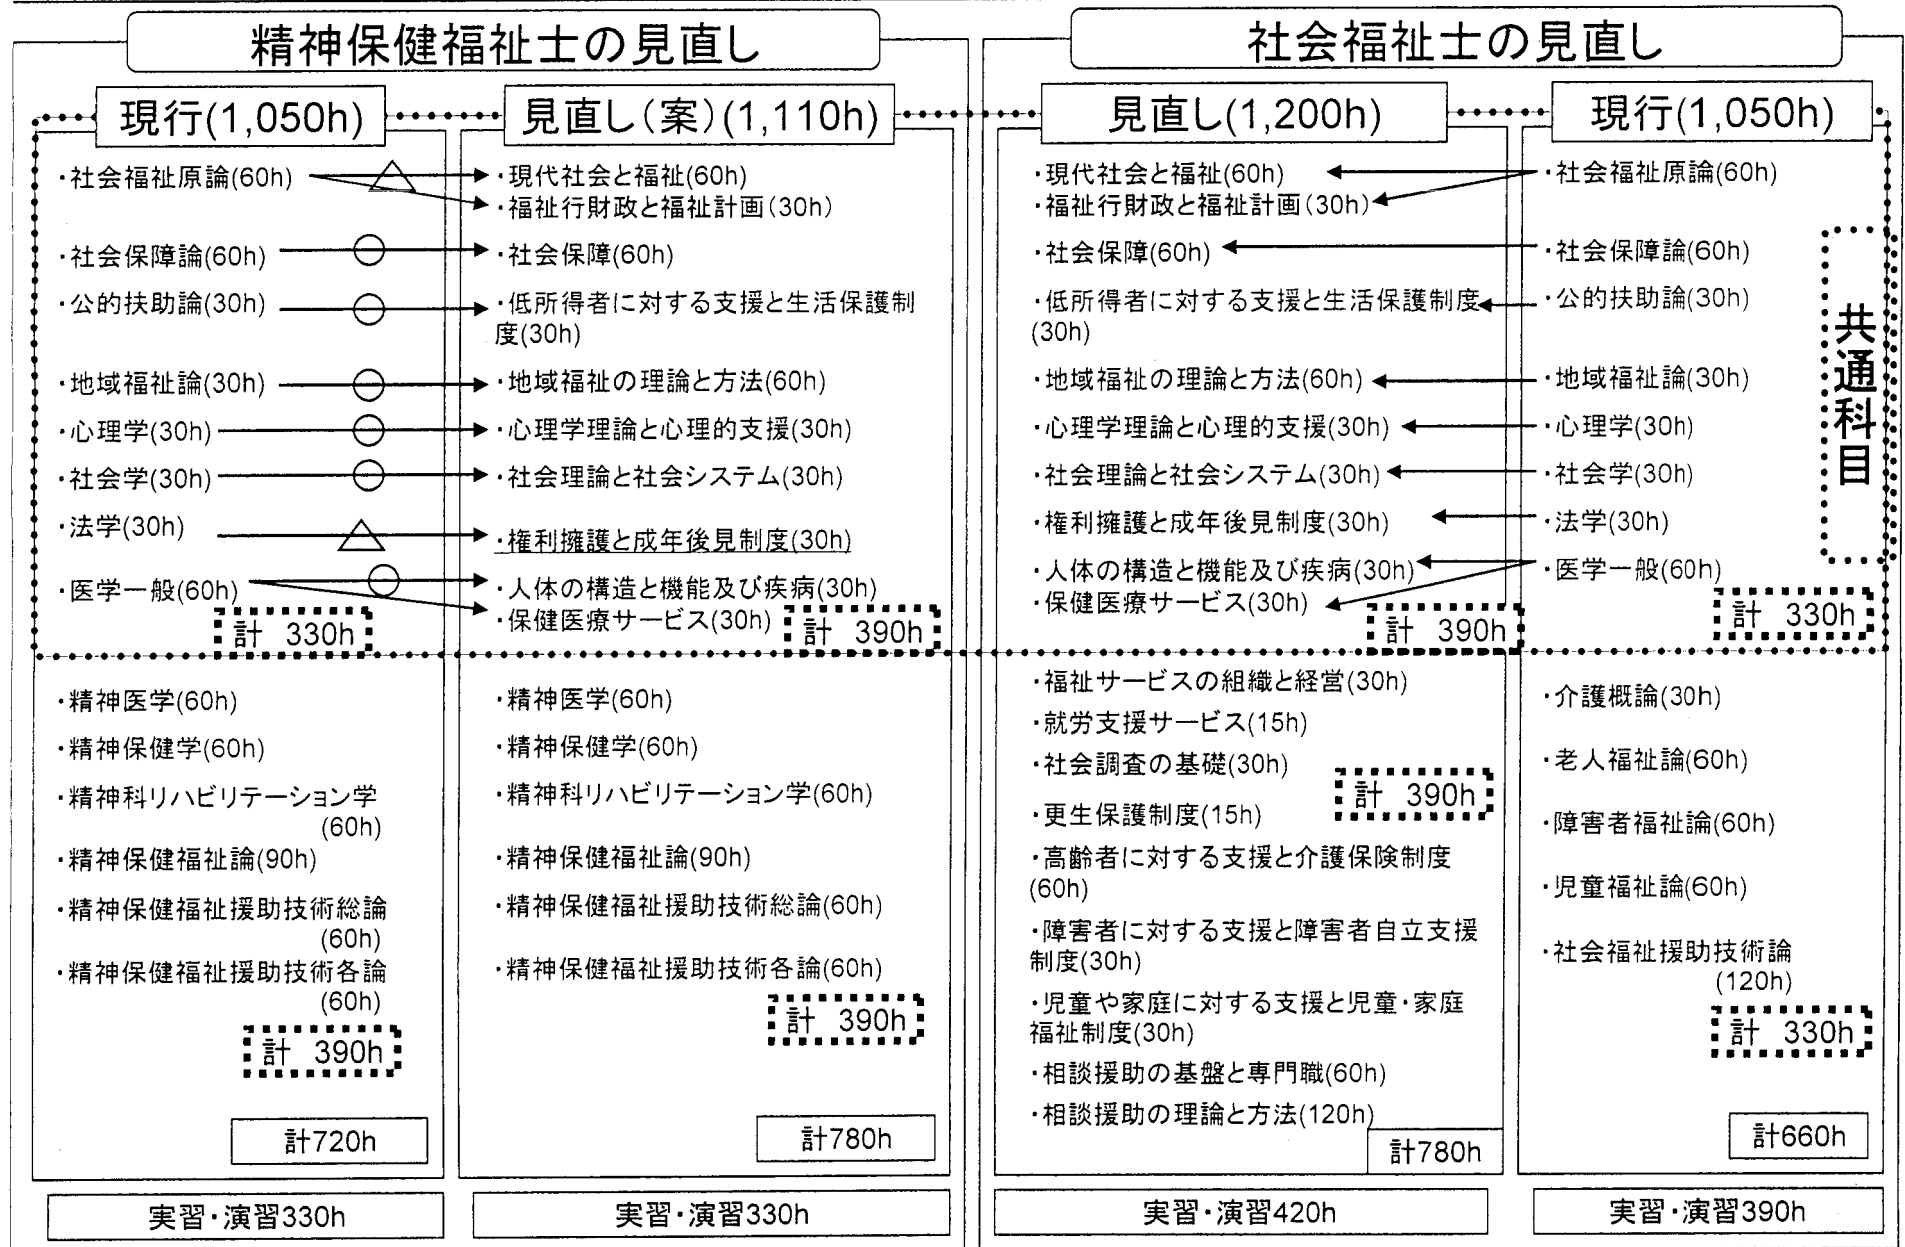 精神保健福祉士の見直し
現行(1,050h)
・社会福祉原論(60h)
・社会保障論(60h)
・公的扶助論(30h)
・地域福祉論(30h)
・心理学(30h)
・社会学(30h)
・法学(30h)
・医学一般(60h)
計 330h
・精神医学(60h)
・精神保健学(60h)
・精神科リハビリテーション学
(60h)
・精神保健福祉論(90h)
・精神保健福祉援助技術総論
(60h)
・精神保健福祉援助技術各論
(60h)
計 390h
計720h
実習・演習330h
見直し(案)(1,110h)
・現代社会と福祉(60h)
・福祉行財政と福祉計画(30h)
・社会保障(60h)
・低所得者に対する支援と生活保護制
度(30h)
・地域福祉の理論と方法(60h)
・心理学理論と心理的支援(30h)
・社会理論と社会システム(30h)
・権利擁護と成年後見制度(30h)
・人体の構造と機能及び疾病(30h)
・保健医療サービス(30h)
計 390h
・精神医学(60h)
・精神保健学(60h)
・精神科リハビリテーション学(60h)
・精神保健福祉論(90h)
・精神保健福祉援助技術総論(60h)
・精神保健福祉援助技術各論(60h)
計 390h
計780h
実習・演習330h
社会福祉士の見直し
見直し(1,200h)
・現代社会と福祉(60h)
・福祉行財政と福祉計画(30h)
・社会保障(60h)
・低所得者に対する支援と生活保護制度
(30h)
・地域福祉の理論と方法(60h)
・心理学理論と心理的支援(30h)
・社会理論と社会システム(30h)
・権利擁護と成年後見制度(30h)
・人体の構造と機能及び疾病(30h)
・保健医療サービス(30h)
計 390h
・福祉サービスの組織と経営(30h)
・就労支援サービス(15h)
・社会調査の基礎(30h)
計 390h
・更生保護制度(15h)
・高齢者に対する支援と介護保険制度
(60h)
・障害者に対する支援と障害者自立支援
制度(30h)
・児童や家庭に対する支援と児童・家庭
福祉制度(30h)
・相談援助の基盤と専門職(60h)
・相談援助の理論と方法(120h)
計780h
実習・演習420h
現行(1,050h)
・社会福祉原論(60h)
・社会保障論(60h)
・公的扶助論(30h)
・地域福祉論(30h)
・心理学(30h)
・社会学(30h)
・法学(30h)
・医学一般(60h)
計 330h
共通科目
・介護概論(30h)
・老人福祉論(60h)
・障害者福祉論(60h)
・児童福祉論(60h)
・社会福祉援助技術論
(120h)
計 330h
計660h
実習・演習390h